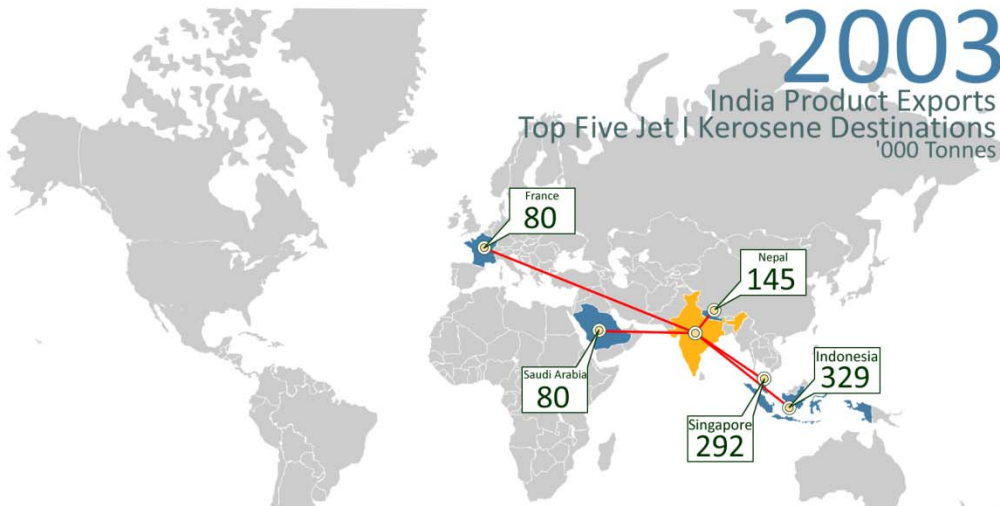 2003
India Product Exports
Top Five Jet | Kerosene Destinations
'000 Tonnes
France
80
Nepal
145
Saudi Arabia
80
Indonesia
329
Singapore
292